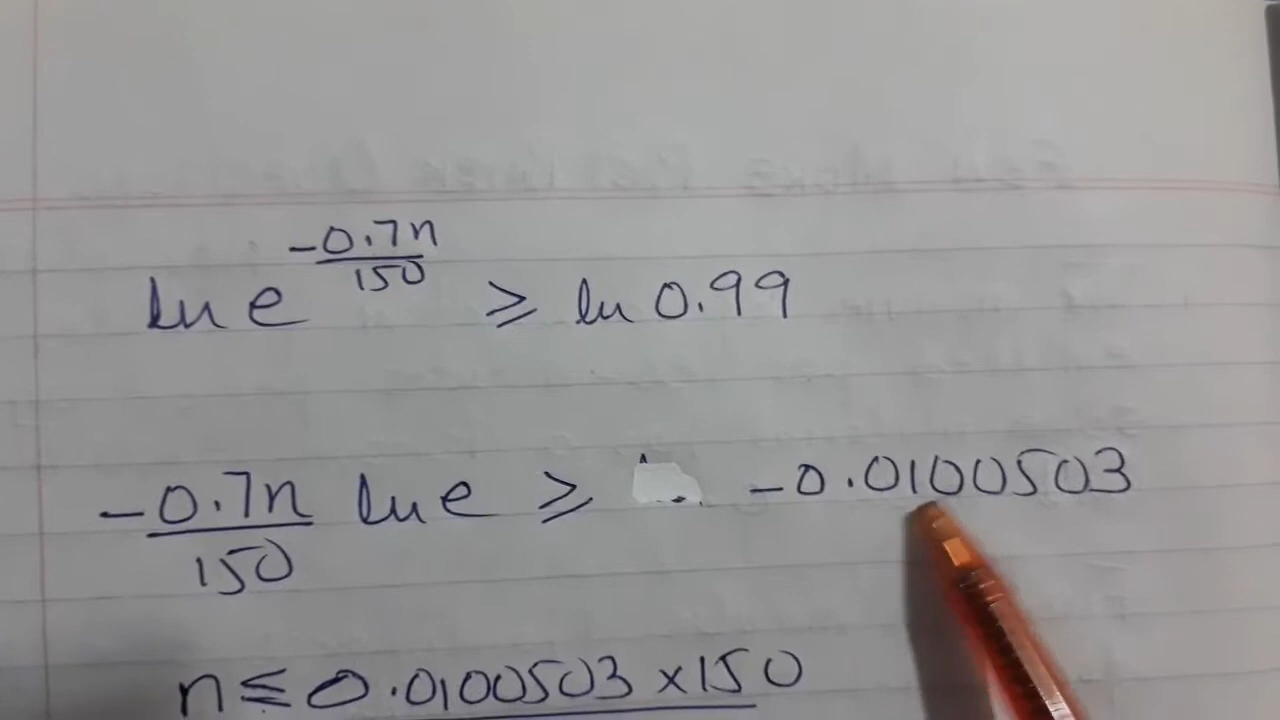 ln e^(-0.7n/150) ≥ ln 0.99
-0.7n/150 ln e ≥ -0.0100503
n ≤ 0.0100503 × 150